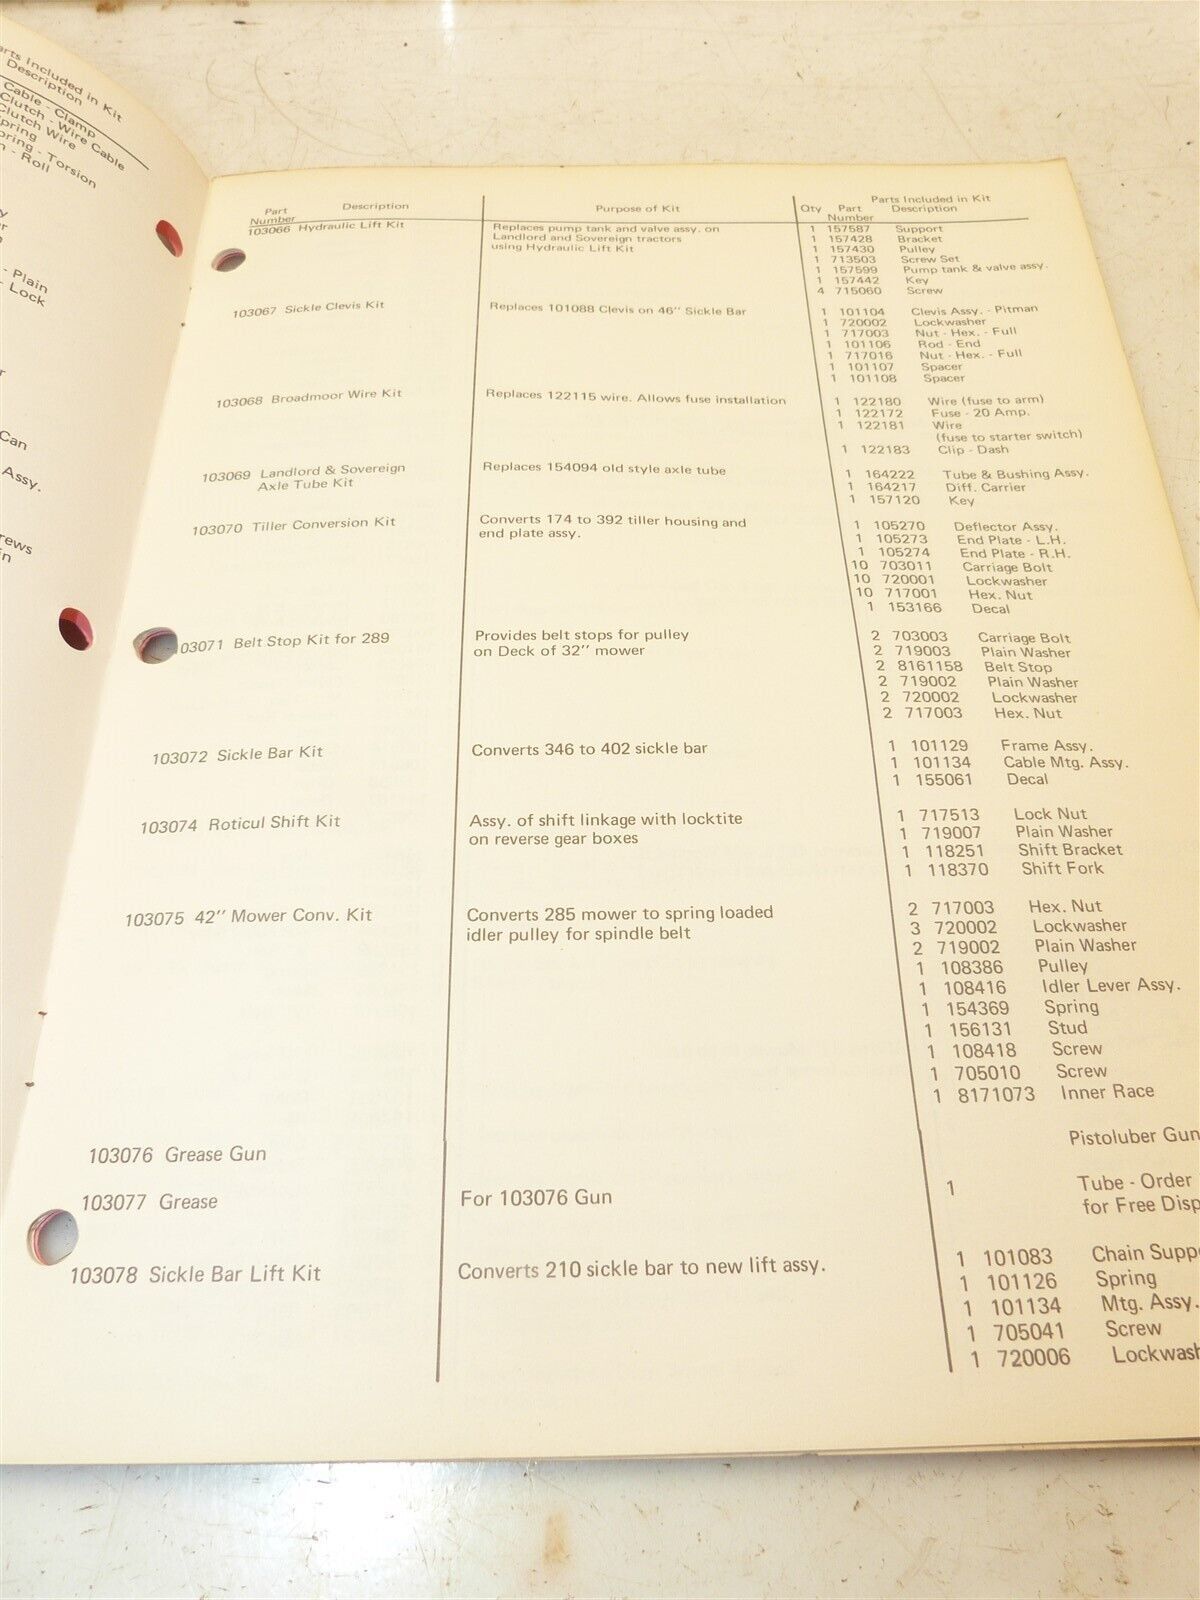 arts Included in Kit
Description
Cable - Clamp
Clutch - Wire Cable
Clutch Wire
pring
pring - Torsion
n - Roll
- Plain
- Lock
Can
Assy.
rews
in
Part
Number
Description
Purpose of Kit
Parts Included in Kit
Qty Part
Number
Description
103066 Hydraulic Lift Kit
Replaces pump tank and valve assy. on
Landlord and Sovereign tractors
using Hydraulic Lift Kit
1 157587 Support
1 157428 Bracket
1 157430 Pulley
1 713503 Screw Set
1 157599 Pump tank & valve assy.
1 157442 Key
4 715060 Screw
103067 Sickle Clevis Kit
Replaces 101088 Clevis on 46" Sickle Bar
1 101104 Clevis Assy. - Pitman
1 720002 Lockwasher
1 717003 Nut - Hex. - Full
1 101106 Rod - End
1 717016 Nut - Hex. - Full
1 101107 Spacer
1 101108 Spacer
103068 Broadmoor Wire Kit
Replaces 122115 wire. Allows fuse installation
1 122180 Wire (fuse to arm)
1 122172 Fuse - 20 Amp.
1 122181 Wire
(fuse to starter switch)
1 122183 Clip - Dash
103069 Landlord & Sovereign
Axle Tube Kit
Replaces 154094 old style axle tube
1 164222 Tube & Bushing Assy.
1 164217 Diff. Carrier
1 157120 Key
103070 Tiller Conversion Kit
Converts 174 to 392 tiller housing and
end plate assy.
1 105270 Deflector Assy.
1 105273 End Plate - L.H.
1 105274 End Plate - R.H.
10 703011 Carriage Bolt
10 720001 Lockwasher
10 717001 Hex. Nut
1 153166 Decal
03071 Belt Stop Kit for 289
Provides belt stops for pulley
on Deck of 32" mower
2 703003 Carriage Bolt
2 719003 Plain Washer
2 8161158 Belt Stop
2 719002 Plain Washer
2 720002 Lockwasher
2 717003 Hex. Nut
103072 Sickle Bar Kit
Converts 346 to 402 sickle bar
1 101129 Frame Assy.
1 101134 Cable Mtg. Assy.
1 155061 Decal
103074 Roticul Shift Kit
Assy. of shift linkage with locktite
on reverse gear boxes
1 717513 Lock Nut
1 719007 Plain Washer
1 118251 Shift Bracket
1 118370 Shift Fork
103075 42" Mower Conv. Kit
Converts 285 mower to spring loaded
idler pulley for spindle belt
2 717003 Hex. Nut
3 720002 Lockwasher
2 719002 Plain Washer
1 108386 Pulley
1 108416 Idler Lever Assy.
1 154369 Spring
1 156131 Stud
1 108418 Screw
1 705010 Screw
1 8171073 Inner Race
103076 Grease Gun
Pistoluber Gun
103077 Grease
For 103076 Gun
1 Tube - Order
for Free Disp
103078 Sickle Bar Lift Kit
Converts 210 sickle bar to new lift assy.
1 101083 Chain Suppo
1 101126 Spring
1 101134 Mtg. Assy.
1 705041 Screw
1 720006 Lockwash